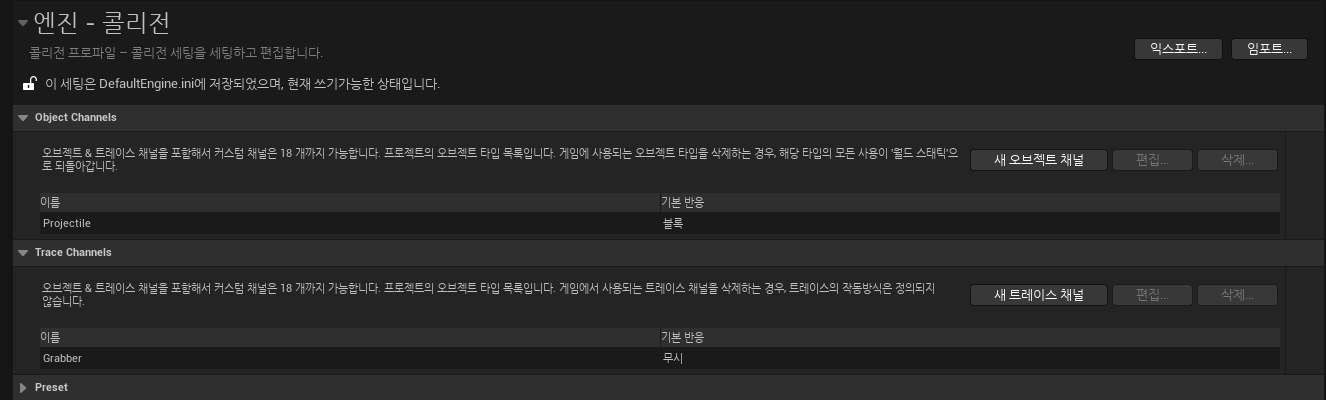 엔진 - 콜리전
콜리전 프로파일 – 콜리전 세팅을 세팅하고 편집합니다.
익스포트... 임포트...
이 세팅은 DefaultEngine.ini에 저장되었으며, 현재 쓰기가능한 상태입니다.
Object Channels
오브젝트 & 트레이스 채널을 포함해서 커스텀 채널은 18 개까지 가능합니다. 프로젝트의 오브젝트 타입 목록입니다. 게임에 사용되는 오브젝트 타입을 삭제하는 경우, 해당 타입의 모든 사용이 '월드 스태틱'으
로 되돌아갑니다.
새 오브젝트 채널 편집... 삭제...
이름 기본 반응
Projectile 블록
Trace Channels
오브젝트 & 트레이스 채널을 포함해서 커스텀 채널은 18 개까지 가능합니다. 프로젝트의 오브젝트 타입 목록입니다. 게임에서 사용되는 트레이스 채널을 삭제하는 경우, 트레이스의 작동방식은 정의되지
않습니다.
새 트레이스 채널 편집... 삭제...
이름 기본 반응
Grabber 무시
Preset